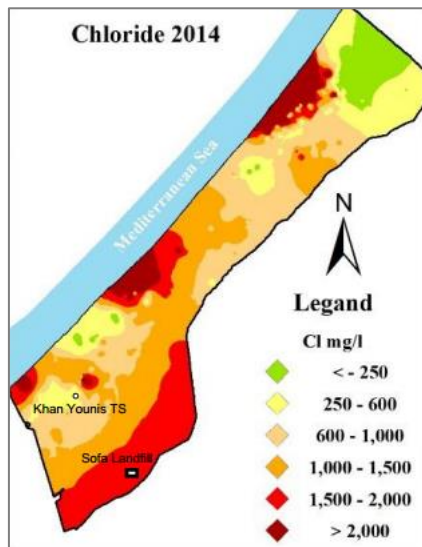 Chloride 2014
Mediterranean Sea
N
Legand
Cl mg/l
< - 250
250 - 600
600 - 1,000
1,000 - 1,500
1,500 - 2,000
> 2,000
Khan Younis TS
Sofa Landfill